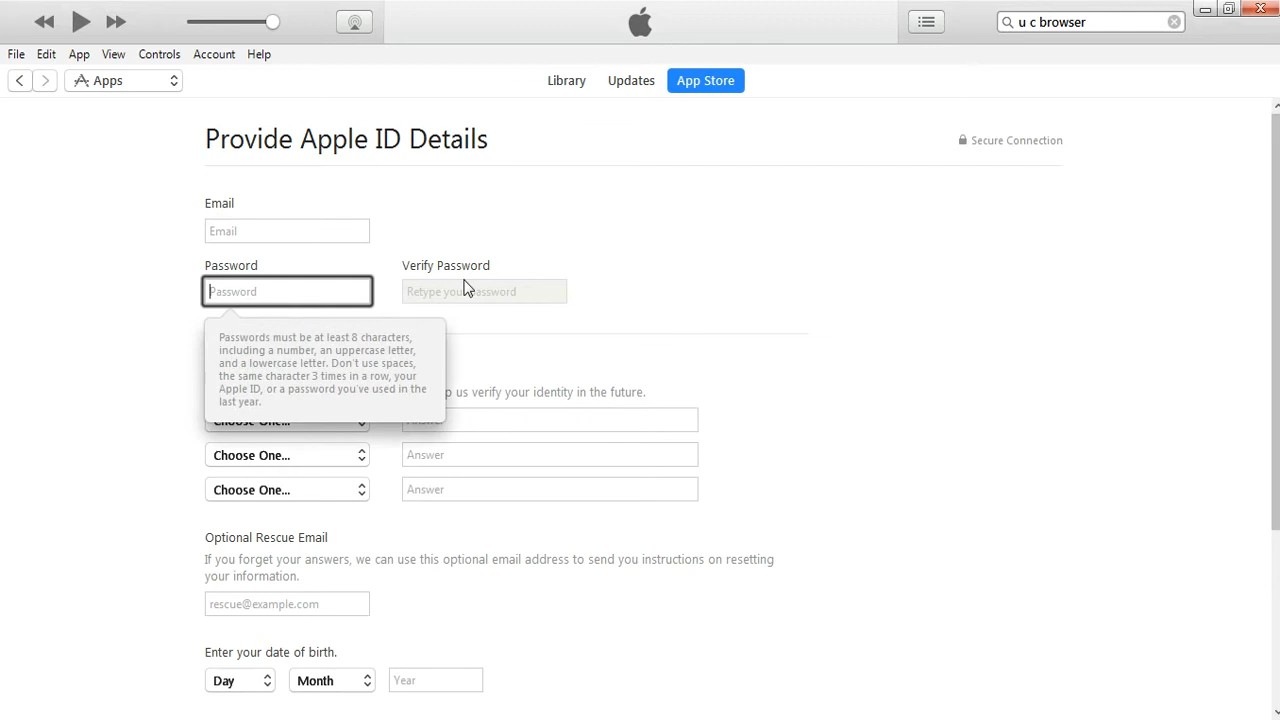 u c browser
File Edit App View Controls Account Help
Apps
Library Updates App Store
Provide Apple ID Details
Secure Connection
Email
Email
Password Verify Password
Password Retype your password
Passwords must be at least 8 characters,
including a number, an uppercase letter,
and a lowercase letter. Don't use spaces,
the same character 3 times in a row, your
Apple ID, or a password you've used in the
last year.
us verify your identity in the future.
Choose One... Answer
Choose One... Answer
Choose One... Answer
Optional Rescue Email
If you forget your answers, we can use this optional email address to send you instructions on resetting
your information.
rescue@example.com
Enter your date of birth.
Day Month Year